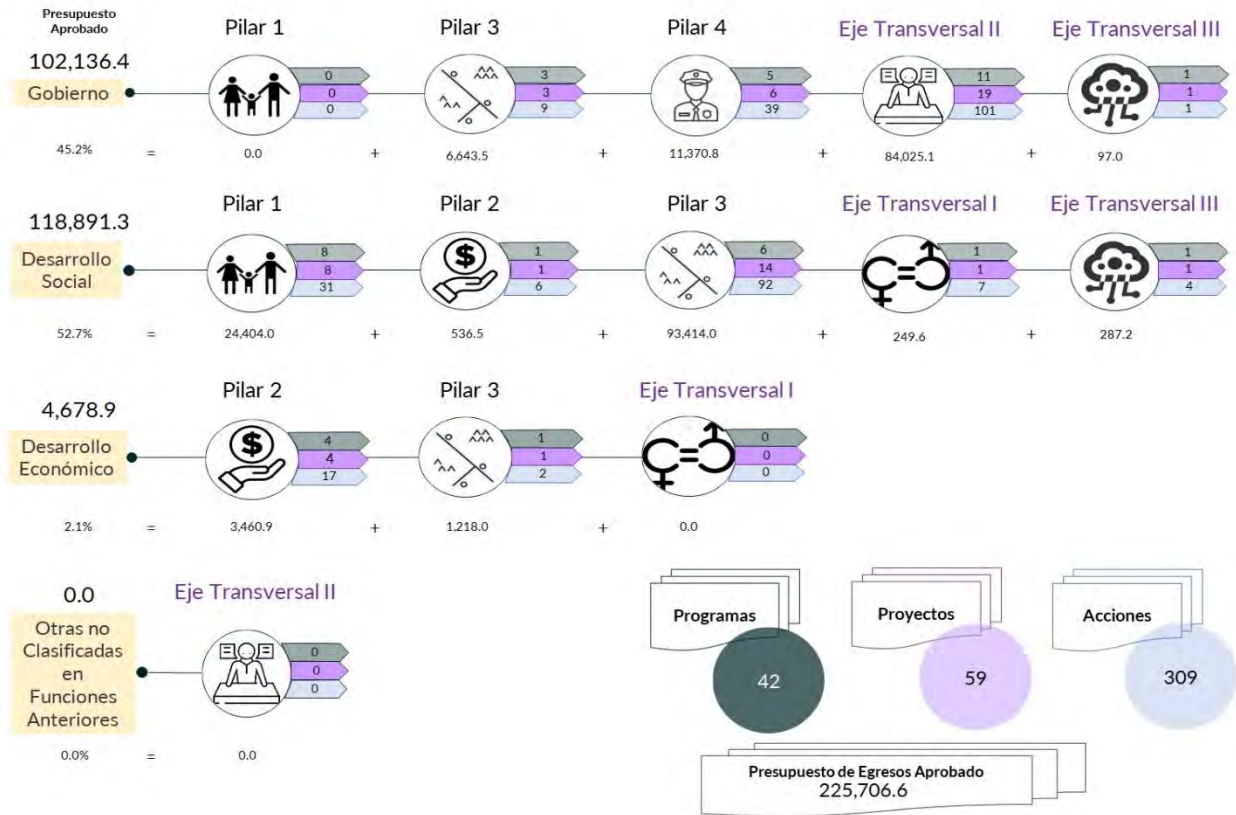 Presupuesto
Aprobado
102,136.4
Gobierno
45.2%
=
Pilar 1
0
0
0
0.0
+
Pilar 3
3
3
9
6,643.5
+
Pilar 4
5
6
39
11,370.8
+
Eje Transversal II
11
19
101
84,025.1
+
Eje Transversal III
1
1
1
97.0
118,891.3
Desarrollo
Social
52.7%
=
Pilar 1
8
8
31
24,404.0
+
Pilar 2
$
1
1
6
536.5
+
Pilar 3
6
14
92
93,414.0
+
Eje Transversal I
1
1
7
249.6
+
Eje Transversal III
1
1
4
287.2
4,678.9
Desarrollo
Económico
2.1%
=
Pilar 2
$
4
4
17
3,460.9
+
Pilar 3
1
1
2
1,218.0
+
Eje Transversal I
0
0
0
0.0
0.0
Otras no
Clasificadas
en
Funciones
Anteriores
0.0%
=
Eje Transversal II
0
0
0
0.0
Programas
42
Proyectos
59
Acciones
309
Presupuesto de Egresos Aprobado
225,706.6